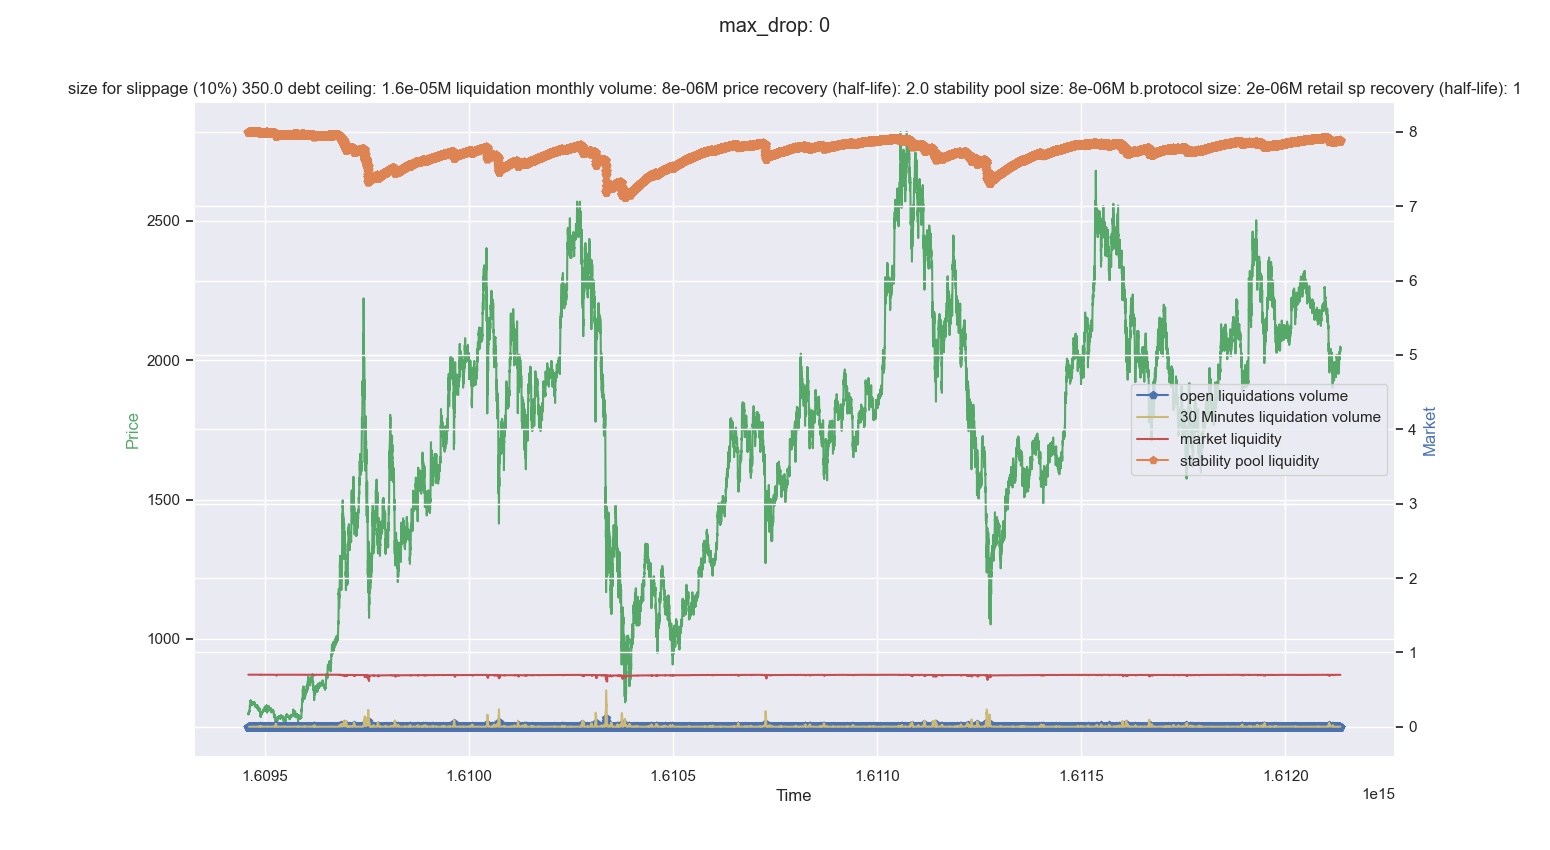 max_drop: 0
size for slippage (10%) 350.0 debt ceiling: 1.6e-05M liquidation monthly volume: 8e-06M price recovery (half-life): 2.0 stability pool size: 8e-06M b.protocol size: 2e-06M retail sp recovery (half-life): 1
8
7
2500
6
2000
5
open liquidations volume
30 Minutes liquidation volume
market liquidity
stability pool liquidity
Price
Market
4
1500
3
2
1000
1
0
1.6095
1.6100
1.6105
1.6110
1.6115
1.6120
Time
1e15